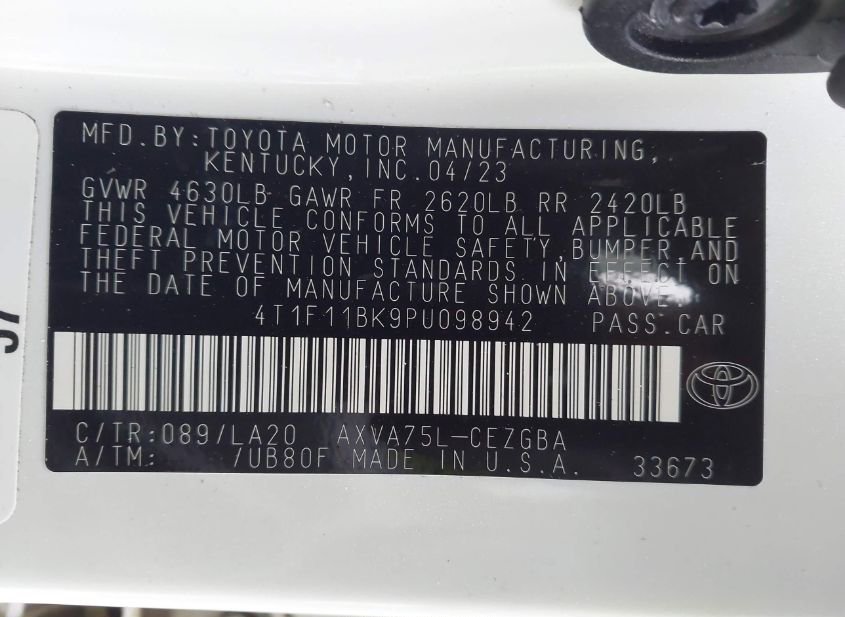 MFD.BY:TOYOTA MOTOR MANUFACTURING,
KENTUCKY,INC.04/23
GVWR 4630LB GAWR FR 2620LB RR 2420LB
THIS VEHICLE CONFORMS TO ALL APPLICABLE
FEDERAL MOTOR VEHICLE SAFETY,BUMPER,AND
THEFT PREVENTION STANDARDS IN EFFECT ON
THE DATE OF MANUFACTURE SHOWN ABOVE.
4T1F11BK9PU098942 PASS.CAR
C/TR:089/LA20 AXVA75L-CEZGBA
A/TM: /UB80F MADE IN U.S.A. 33673